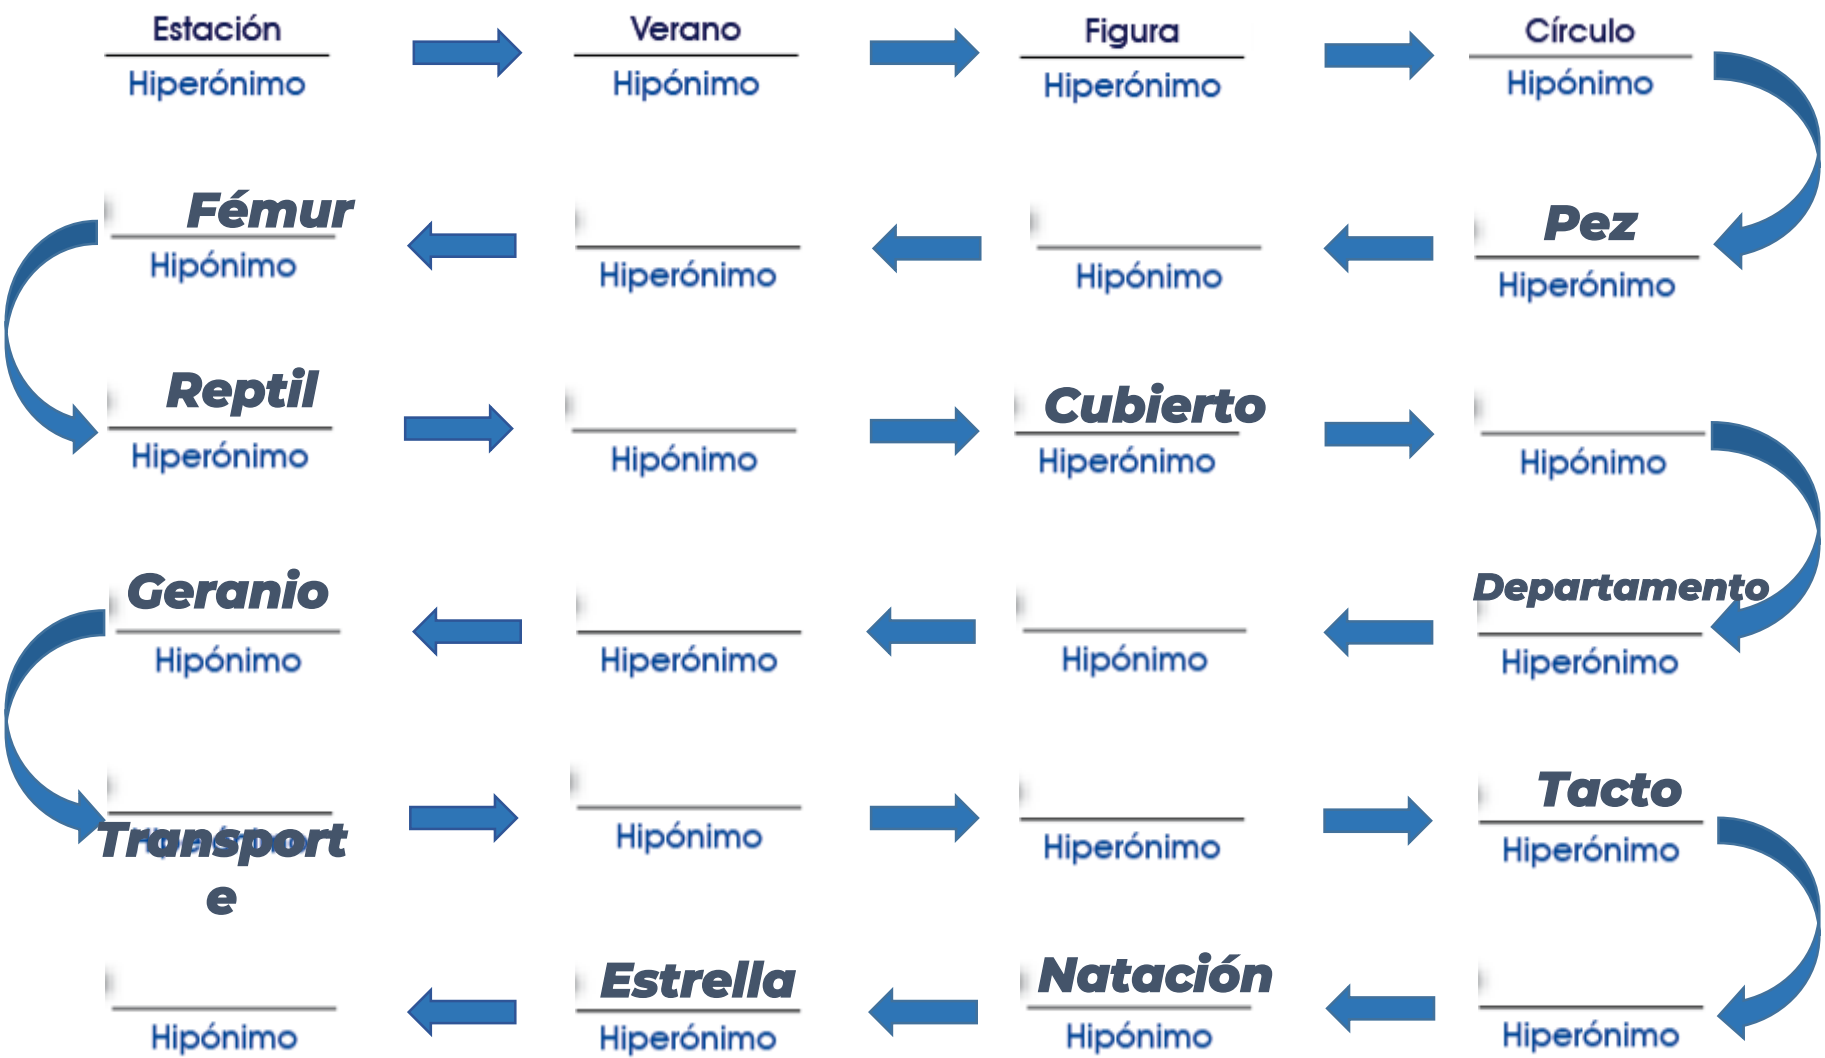 Estación Verano Figura Círculo
Hiperónimo Hipónimo Hiperónimo Hipónimo
Fémur Pez
Hipónimo Hiperónimo Hipónimo Hiperónimo
Reptil Cubierto
Hiperónimo Hipónimo Hiperónimo Hipónimo
Geranio Departamento
Hipónimo Hiperónimo Hipónimo Hiperónimo
Tacto
Transport Hipónimo Hiperónimo Hiperónimo
e
Estrella Natación
Hipónimo Hiperónimo Hipónimo Hiperónimo